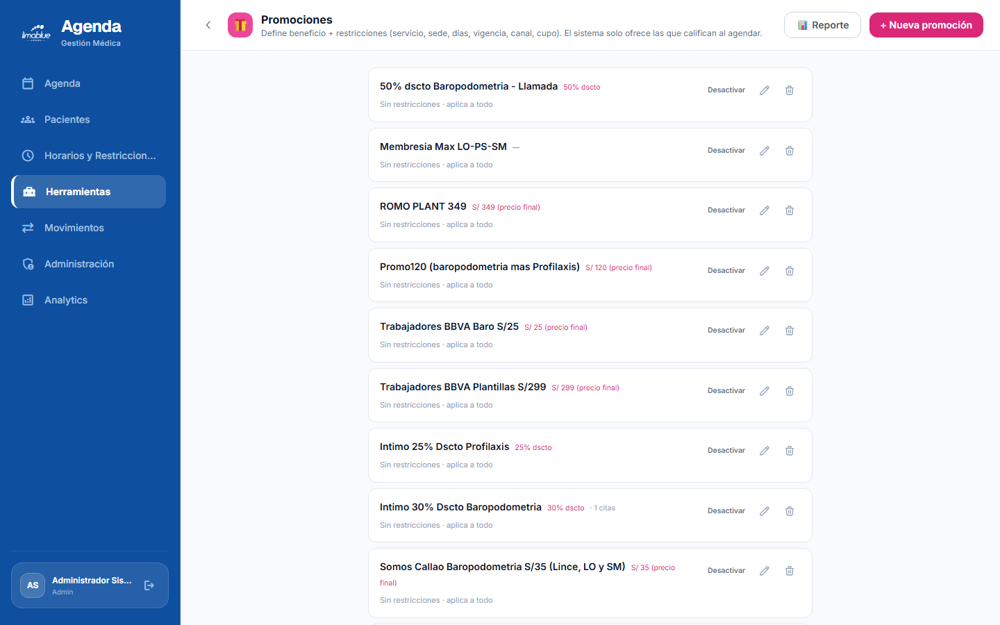 limablue
Agenda
Gestión Médica
Agenda
Pacientes
Horarios y Restriccion...
Herramientas
Movimientos
Administración
Analytics
AS
Administrador Sis...
Admin
Promociones
Define beneficio + restricciones (servicio, sede, días, vigencia, canal, cupo). El sistema solo ofrece las que califican al agendar.
Reporte
+ Nueva promoción
50% dscto Baropodometria - Llamada 50% dscto
Desactivar
Sin restricciones · aplica a todo
Membresia Max LO-PS-SM —
Desactivar
Sin restricciones · aplica a todo
ROMO PLANT 349 S/ 349 (precio final)
Desactivar
Sin restricciones · aplica a todo
Promo120 (baropodometria mas Profilaxis) S/ 120 (precio final)
Desactivar
Sin restricciones · aplica a todo
Trabajadores BBVA Baro S/25 S/ 25 (precio final)
Desactivar
Sin restricciones · aplica a todo
Trabajadores BBVA Plantillas S/299 S/ 299 (precio final)
Desactivar
Sin restricciones · aplica a todo
Intimo 25% Dscto Profilaxis 25% dscto
Desactivar
Sin restricciones · aplica a todo
Intimo 30% Dscto Baropodometria 30% dscto · 1 citas
Desactivar
Sin restricciones · aplica a todo
Somos Callao Baropodometria S/35 (Lince, LO y SM) S/ 35 (precio
final)
Desactivar
Sin restricciones · aplica a todo